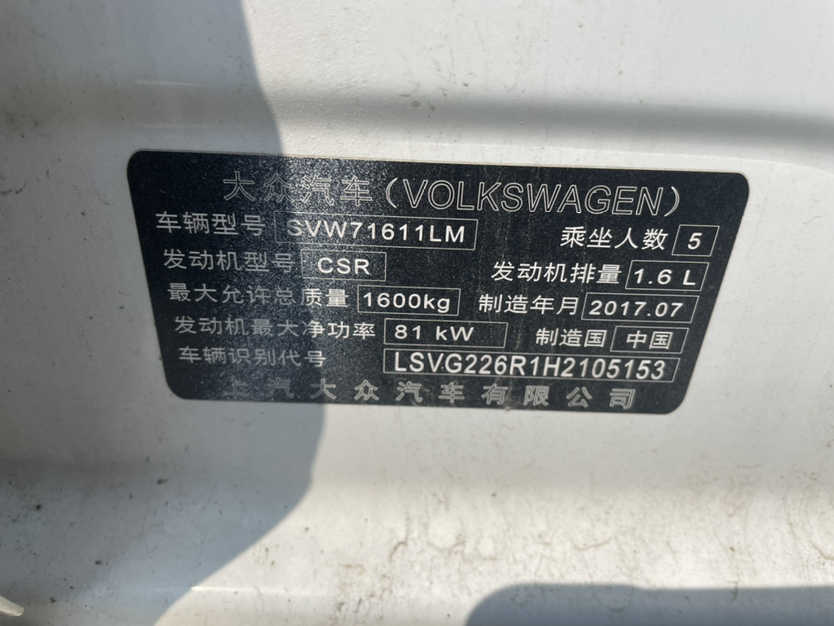 大众汽车(VOLKSWAGEN)
车辆型号 SVW71611LM 乘坐人数 5
发动机型号 CSR 发动机排量 1.6 L
最大允许总质量 1600kg 制造年月 2017.07
发动机最大净功率 81 kW 制造国 中国
车辆识别代号 LSVG226R1H2105153
上汽大众汽车有限公司